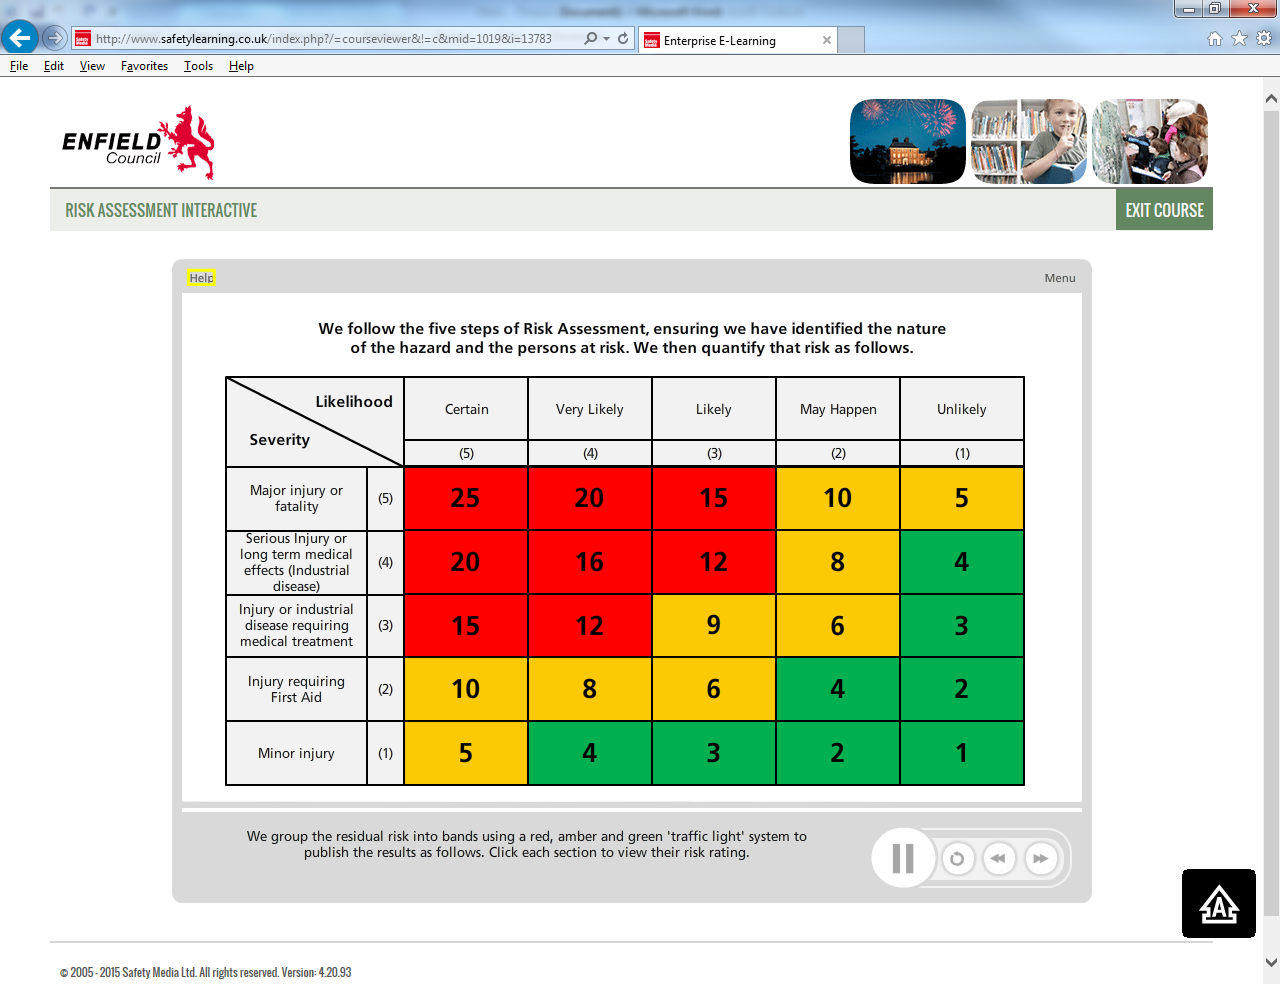 Document1 - Microsoft Word
http://www.safetylearning.co.uk/index.php?/=courseviewer&!=c&mid=1019&i=13783
Enterprise E-Learning
File Edit View Favorites Tools Help
ENFIELD
Council
RISK ASSESSMENT INTERACTIVE
EXIT COURSE
Help
Menu
We follow the five steps of Risk Assessment, ensuring we have identified the nature
of the hazard and the persons at risk. We then quantify that risk as follows.
Likelihood
Severity
Certain Very Likely Likely May Happen Unlikely
(5) (4) (3) (2) (1)
Major injury or
fatality
(5) 25 20 15 10 5
Serious Injury or
long term medical
effects (Industrial
disease)
(4) 20 16 12 8 4
Injury or industrial
disease requiring
medical treatment
(3) 15 12 9 6 3
Injury requiring
First Aid
(2) 10 8 6 4 2
Minor injury (1) 5 4 3 2 1
We group the residual risk into bands using a red, amber and green 'traffic light' system to
publish the results as follows. Click each section to view their risk rating.
A
© 2005 - 2015 Safety Media Ltd. All rights reserved. Version: 4.20.93